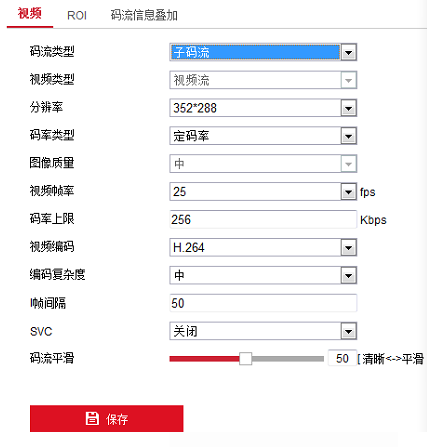 视频 ROI 码流信息叠加
码流类型 子码流
视频类型 视频流
分辨率 352*288
码率类型 定码率
图像质量 中
视频帧率 25 fps
码率上限 256 Kbps
视频编码 H.264
编码复杂度 中
I帧间隔 50
SVC 关闭
码流平滑 50 [ 清晰<->平滑
保存